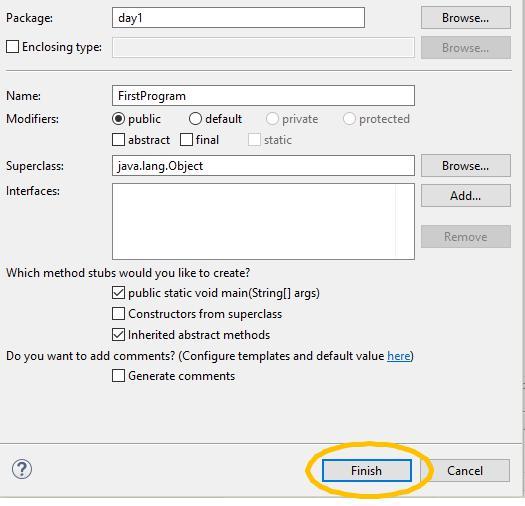 Package: day1 Browse...
Enclosing type: Browse...
Name: FirstProgram
Modifiers: public default private protected
abstract final static
Superclass: java.lang.Object Browse...
Interfaces: Add...
Remove
Which method stubs would you like to create?
public static void main(String[] args)
Constructors from superclass
Inherited abstract methods
Do you want to add comments? (Configure templates and default value here)
Generate comments
? Finish Cancel